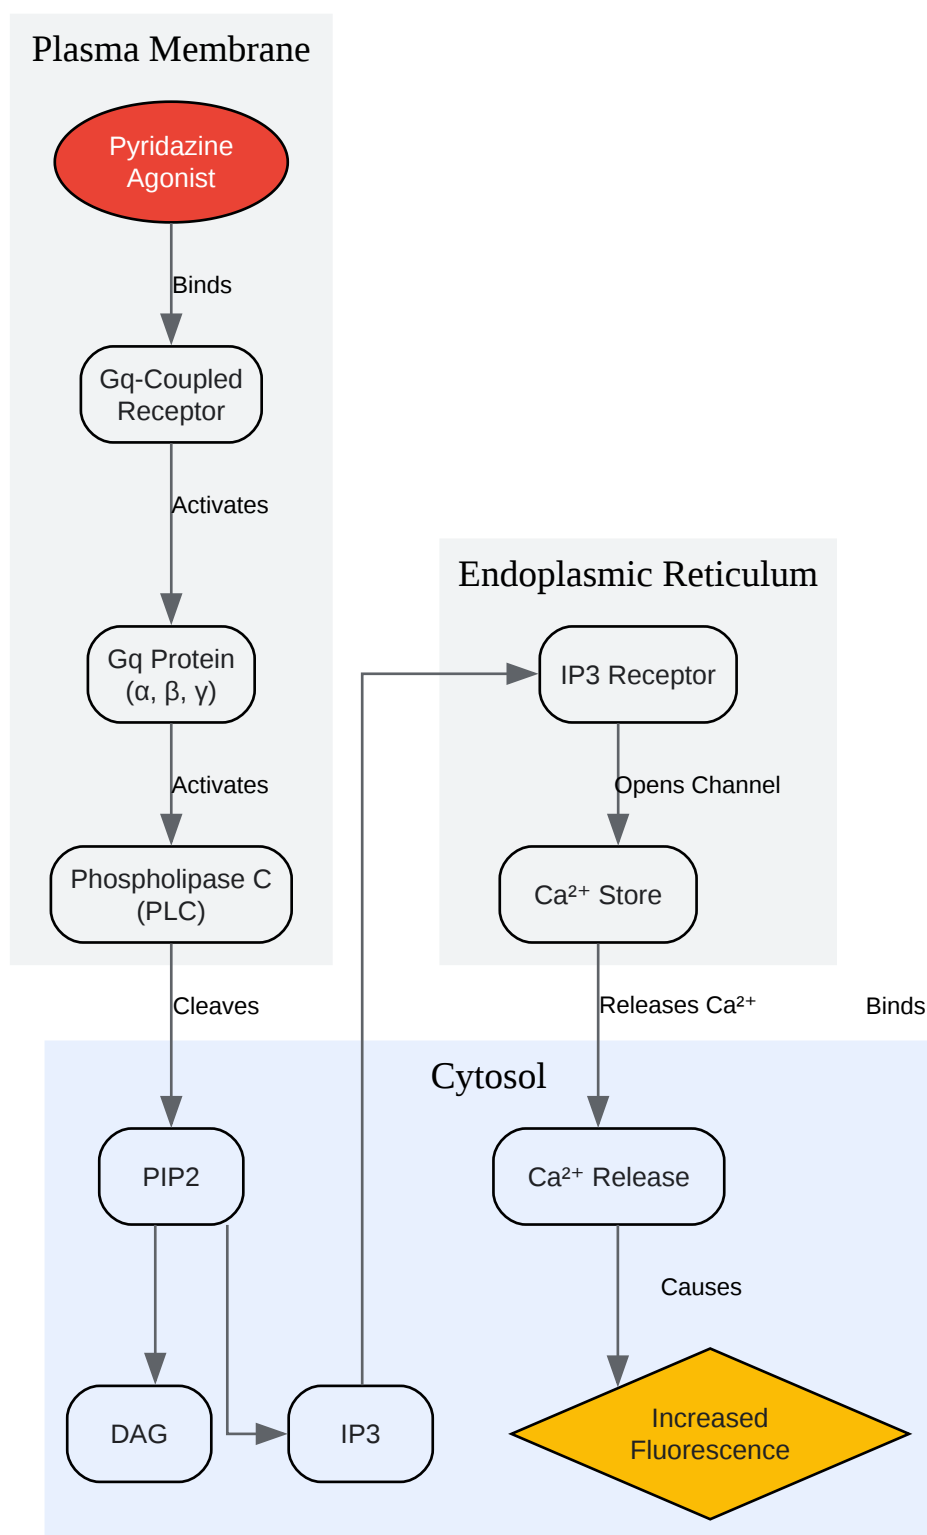 Plasma Membrane
Pyridazine
Agonist
Binds
Gq-Coupled
Receptor
Activates
Gq Protein
(α, β, γ)
Activates
Phospholipase C
(PLC)
Cleaves
Endoplasmic Reticulum
IP3 Receptor
Opens Channel
Ca²⁺ Store
Releases Ca²⁺
Binds
Cytosol
PIP2
DAG
IP3
Ca²⁺ Release
Causes
Increased
Fluorescence